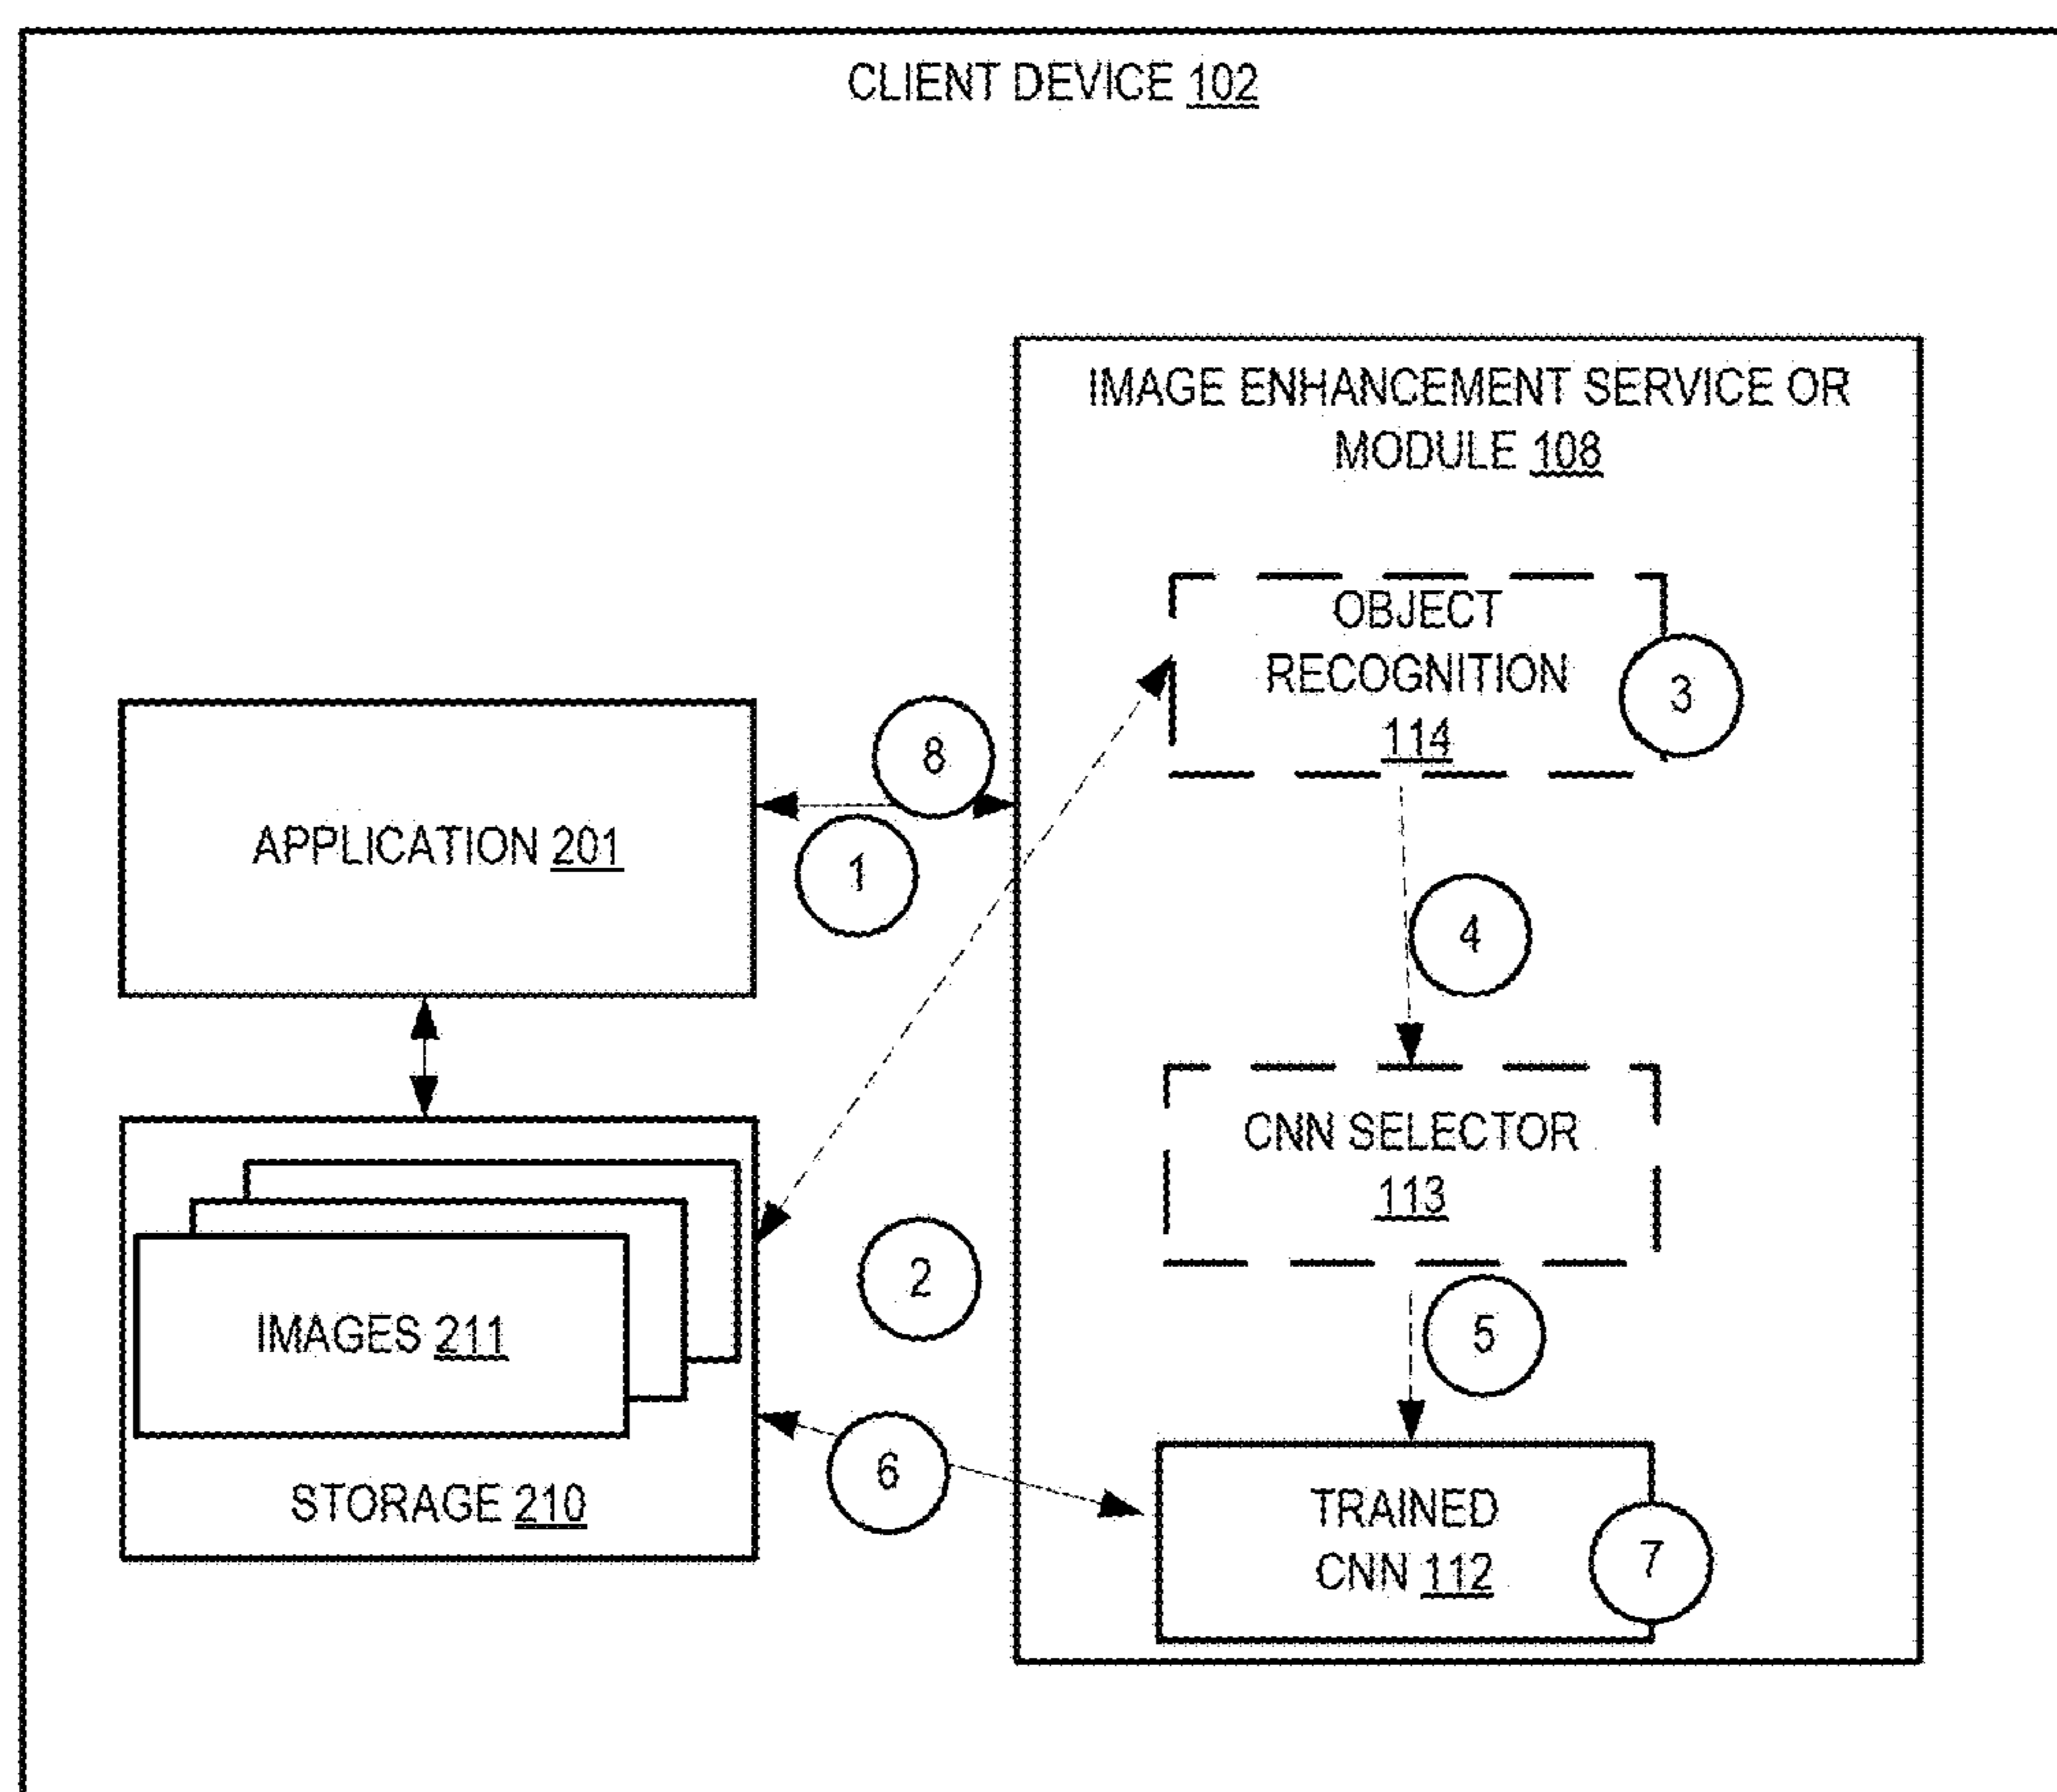 CLIENT DEVICE 102
IMAGE ENHANCEMENT SERVICE OR
MODULE 108
OBJECT
RECOGNITION
114
3
8
APPLICATION 201
1
4
CNN SELECTOR
113
2
IMAGES 211
5
6
STORAGE 210
TRAINED
CNN 112
7